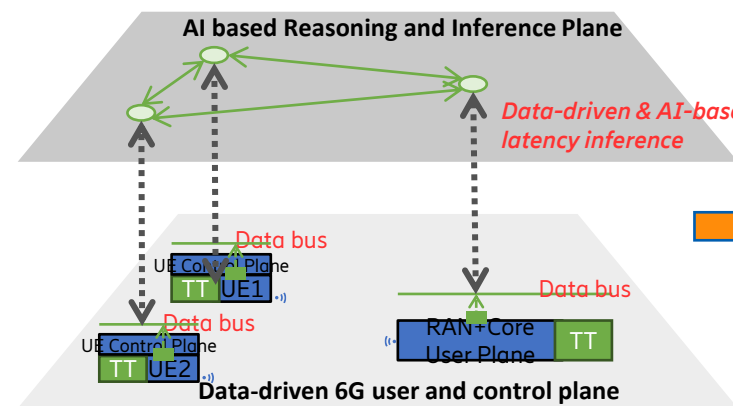 AI based Reasoning and Inference Plane
Data-driven & AI-base
latency inference
Data bus
UE Control Plane
TT UE1
Data bus
Data bus
UE Control Plane
TT UE2
RAN+Core
User Plane
TT
Data-driven 6G user and control plane